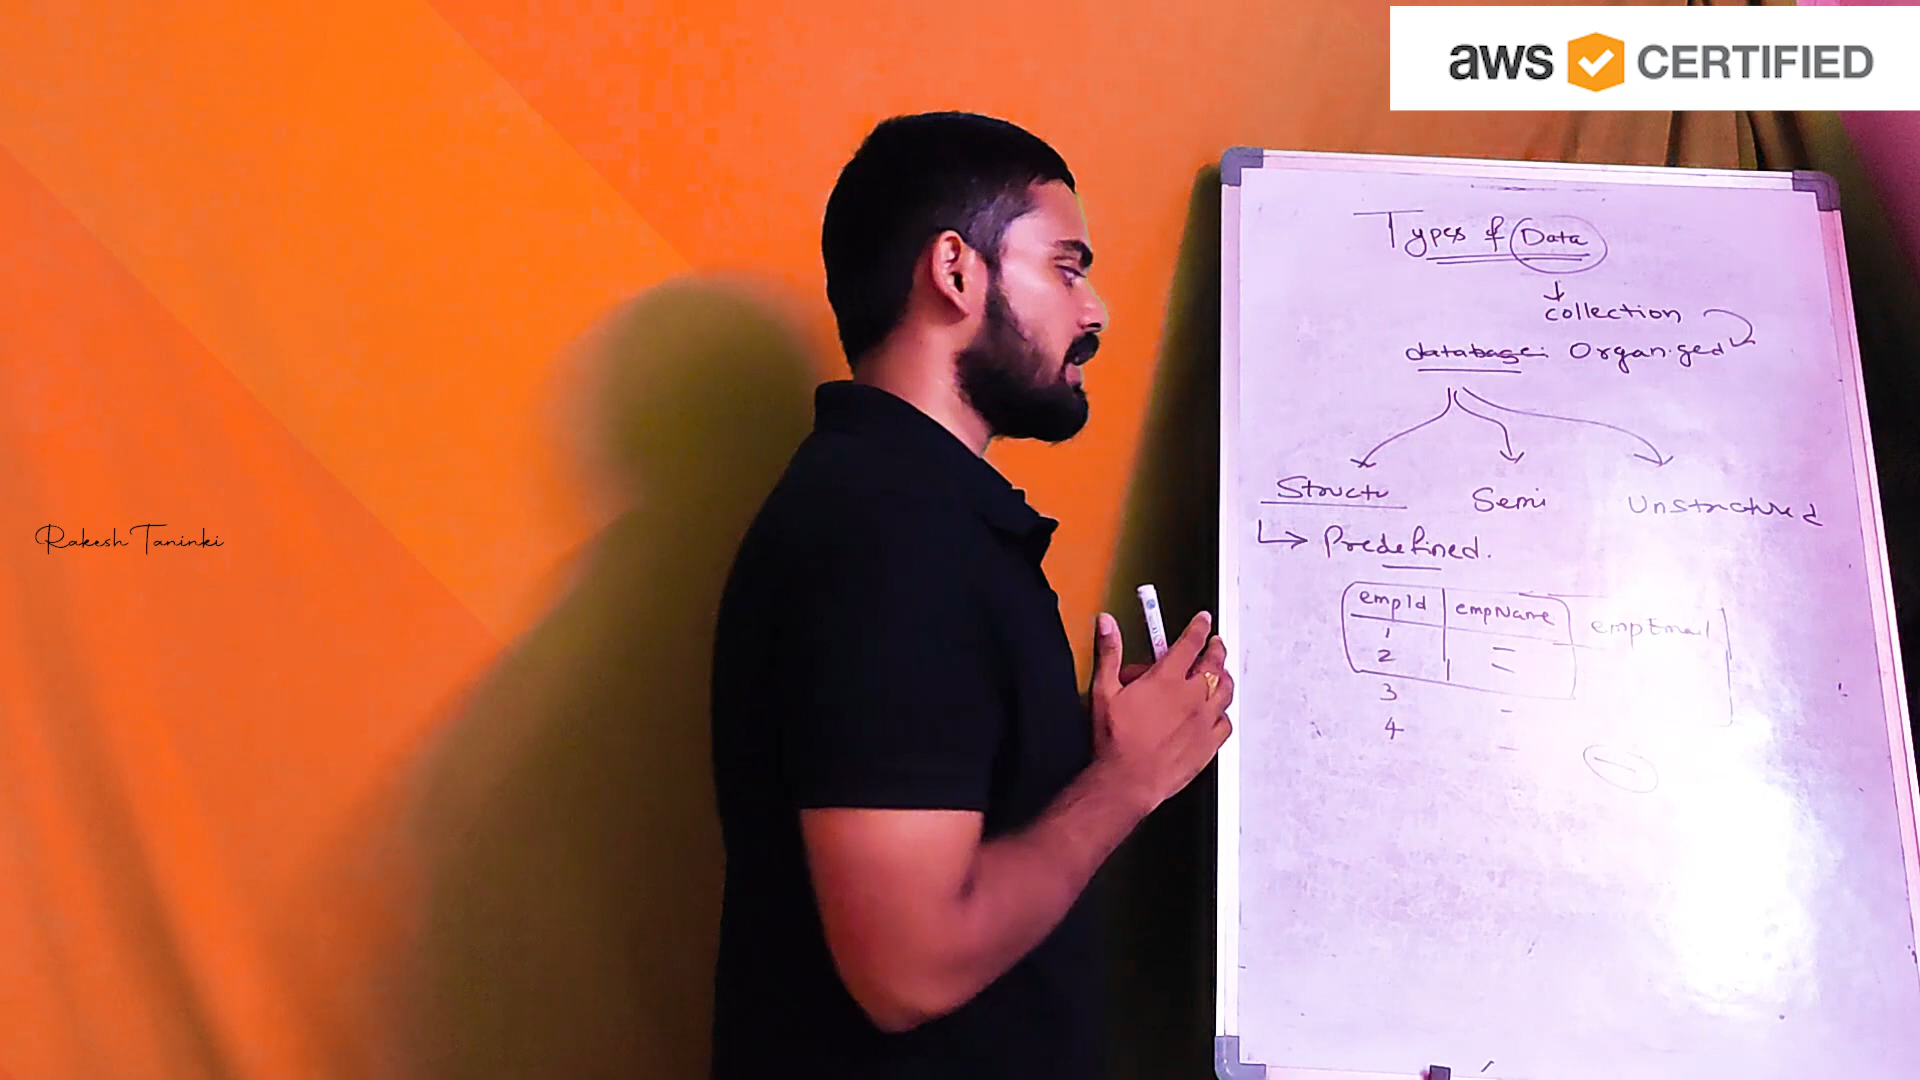 aws CERTIFIED
Types of Data
collection
database: Organized
Structu Semi Unstructured
Predefined.
empId empName empEmail
1
2
3
4
Rakesh Taninki